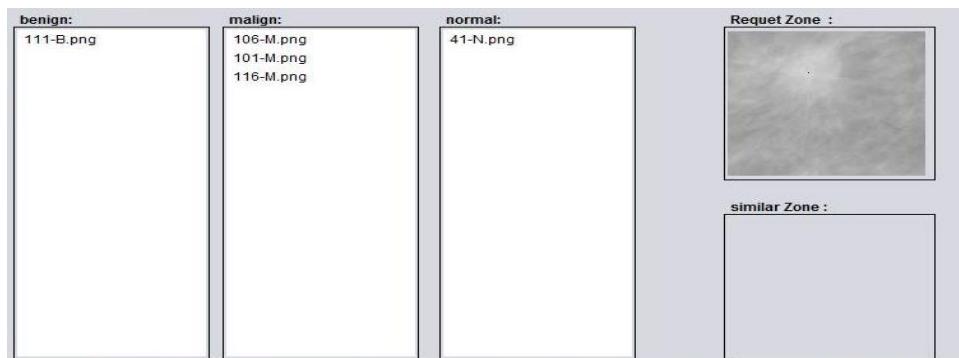 benign:
111-B.png
malign:
106-M.png
101-M.png
116-M.png
normal:
41-N.png
Requet Zone :
similar Zone :